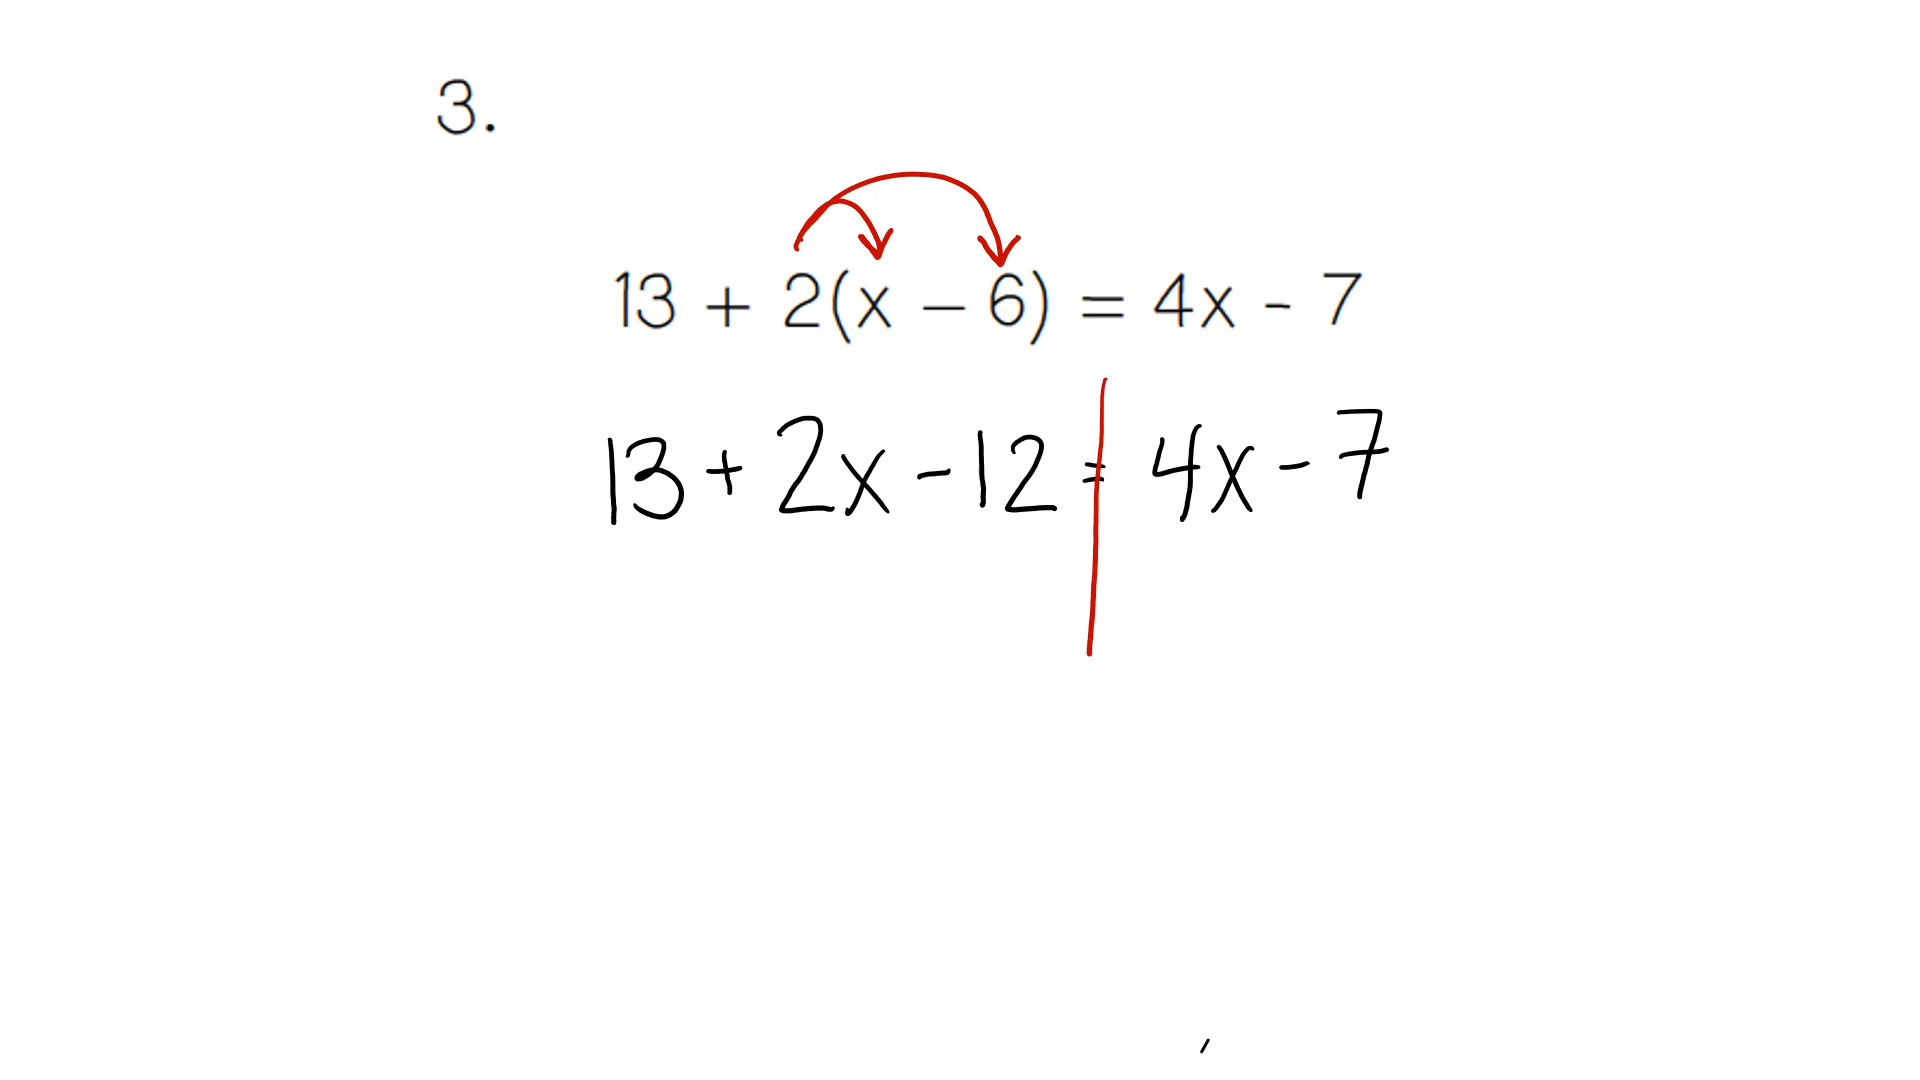 3.
13 + 2(x – 6) = 4x - 7
13 + 2x - 12 = 4x - 7